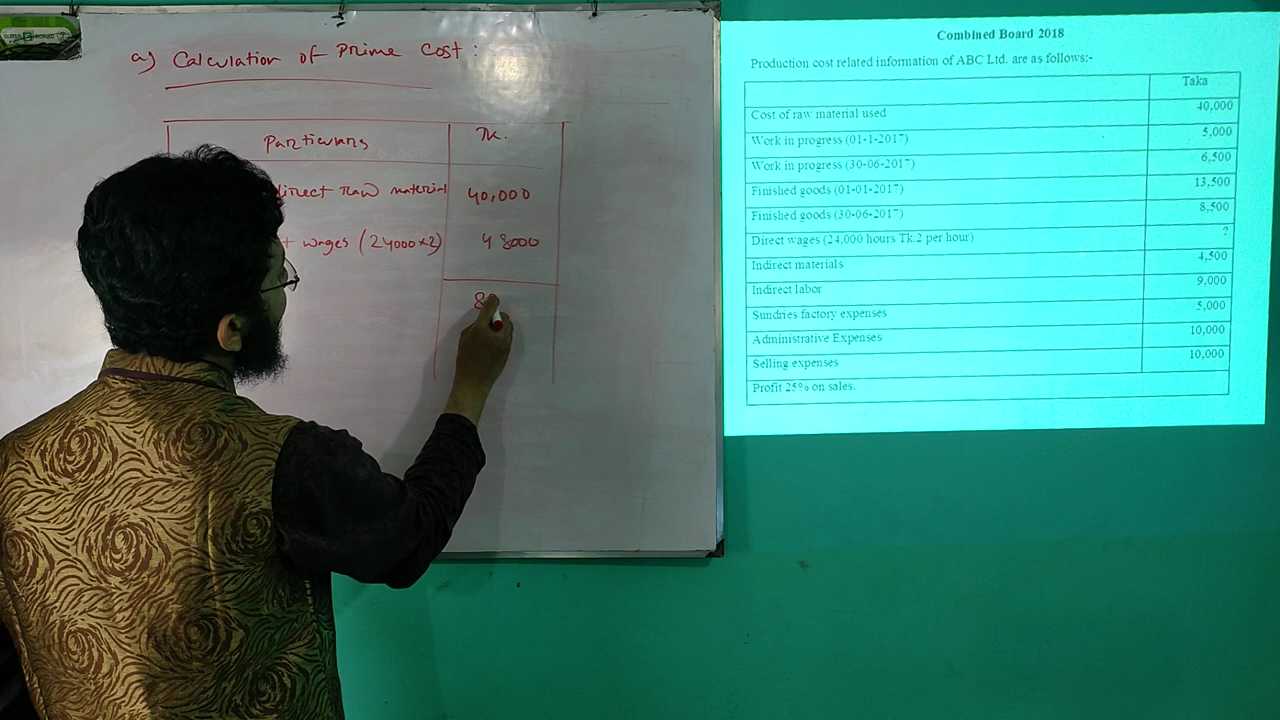 a) Calculation of Prime Cost:
Particulars Tk.
direct raw material 40,000
wages (24000×2) 48000
8
Combined Board 2018
Production cost related information of ABC Ltd. are as follows:-
Taka
Cost of raw material used 40,000
Work in progress (01-1-2017) 5,000
Work in progress (30-06-2017) 6,500
Finished goods (01-01-2017) 13,500
Finished goods (30-06-2017) 8,500
Direct wages (24,000 hours Tk.2 per hour) ?
Indirect materials 4,500
Indirect labor 9,000
Sundries factory expenses 5,000
Administrative Expenses 10,000
Selling expenses 10,000
Profit 25% on sales.